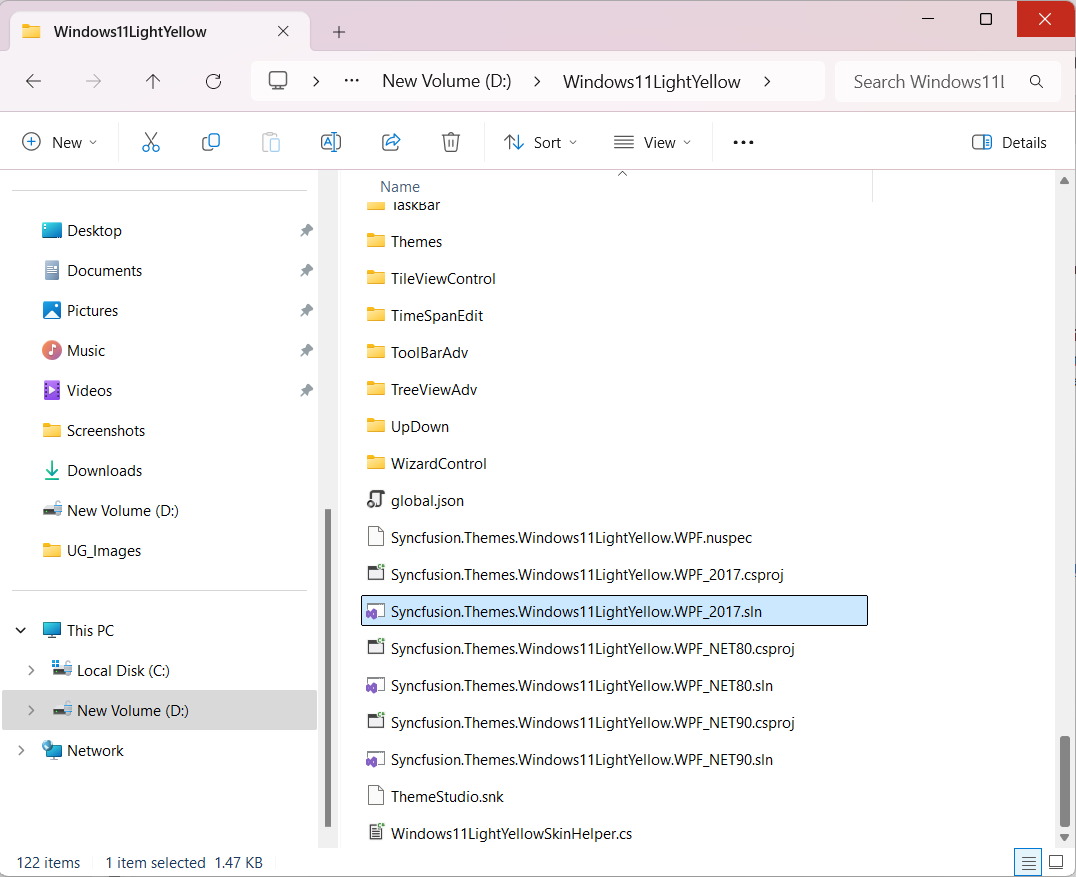 Windows11LightYellow
New Volume (D:) Windows11LightYellow Search Windows11L
New Sort View Details
Name
TaskBar
Desktop
Themes
Documents
TileViewControl
Pictures
TimeSpanEdit
Music
ToolBarAdv
Videos
TreeViewAdv
Screenshots
UpDown
Downloads
WizardControl
New Volume (D:)
global.json
UG_Images
Syncfusion.Themes.Windows11LightYellow.WPF.nuspec
Syncfusion.Themes.Windows11LightYellow.WPF_2017.csproj
Syncfusion.Themes.Windows11LightYellow.WPF_2017.sln
This PC
Syncfusion.Themes.Windows11LightYellow.WPF_NET80.csproj
Local Disk (C:)
Syncfusion.Themes.Windows11LightYellow.WPF_NET80.sln
New Volume (D:)
Syncfusion.Themes.Windows11LightYellow.WPF_NET90.csproj
Network
Syncfusion.Themes.Windows11LightYellow.WPF_NET90.sln
ThemeStudio.snk
Windows11LightYellowSkinHelper.cs
122 items 1 item selected 1.47 KB